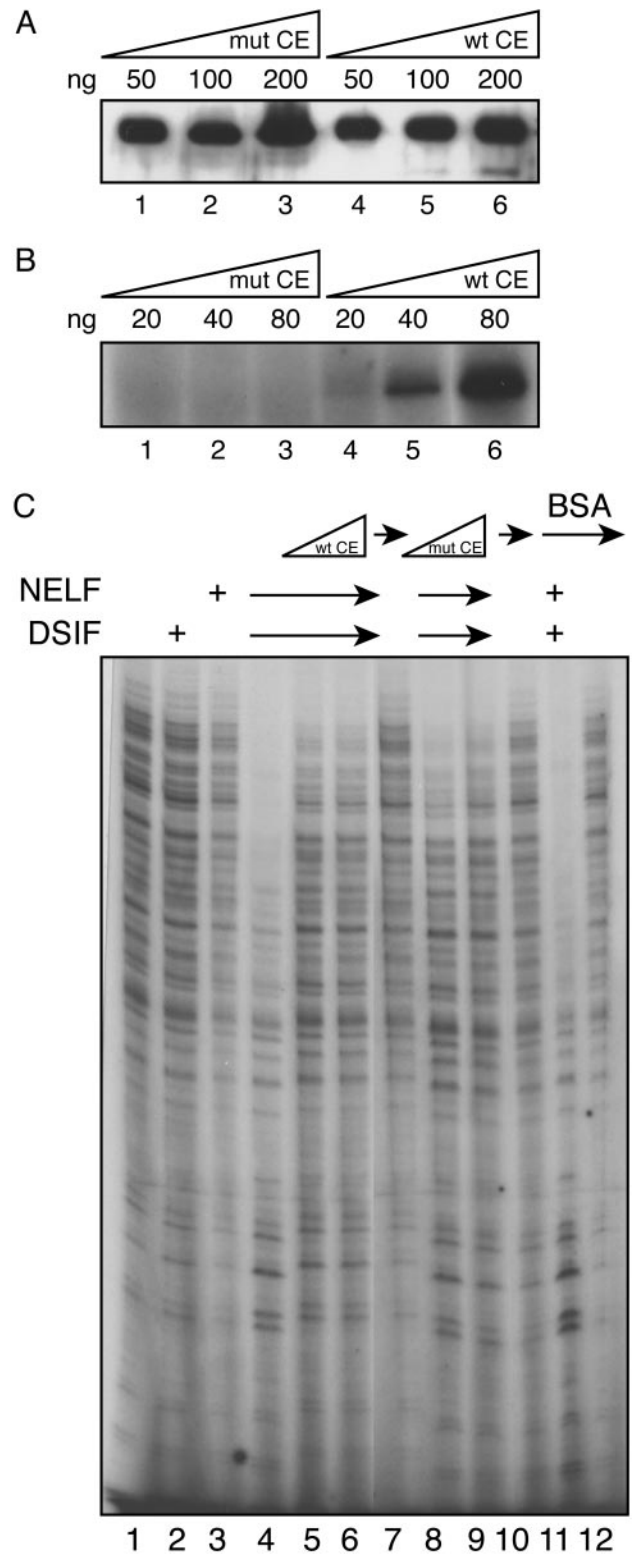 A
mut CE wt CE
ng 50 100 200 50 100 200
1 2 3 4 5 6
B
mut CE wt CE
ng 20 40 80 20 40 80
1 2 3 4 5 6
C
BSA
wt CE mut CE
NELF + +
DSIF + +
1 2 3 4 5 6 7 8 9 10 11 12